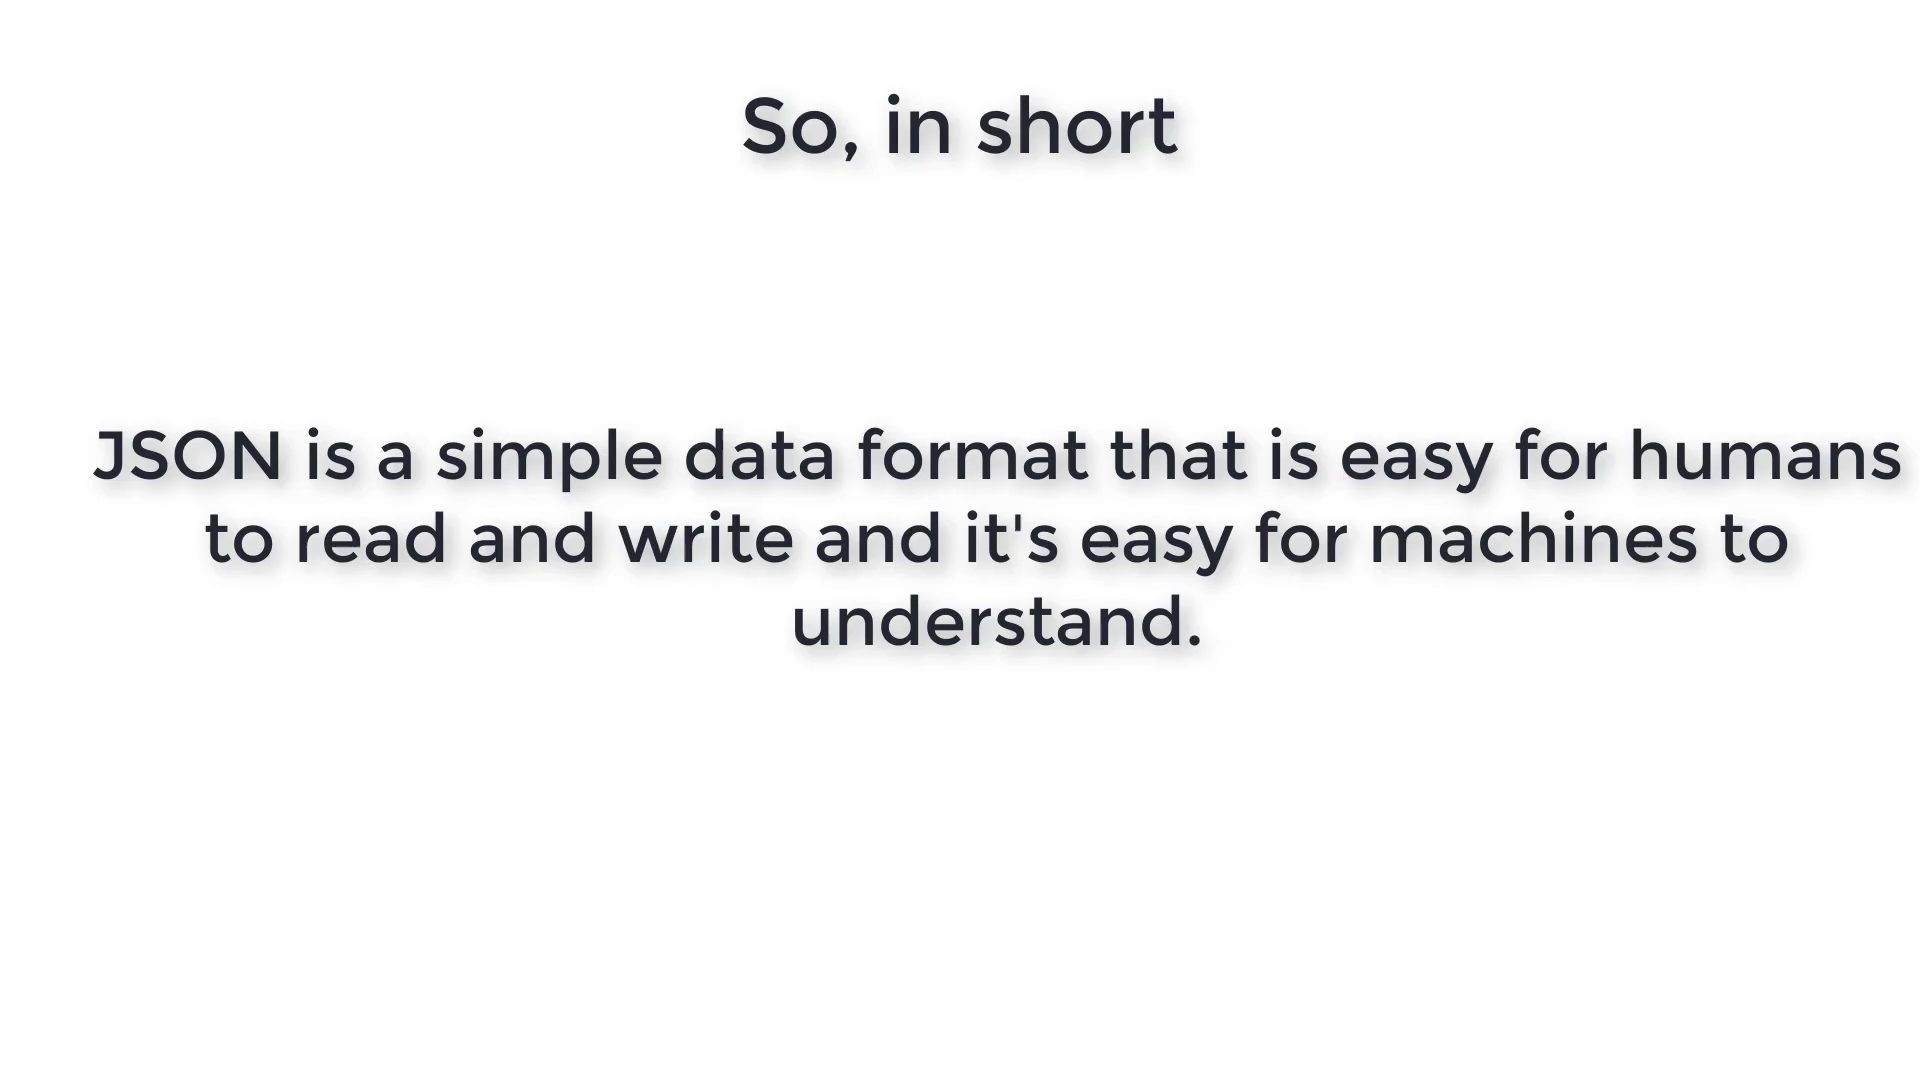 So, in short
JSON is a simple data format that is easy for humans
to read and write and it's easy for machines to
understand.